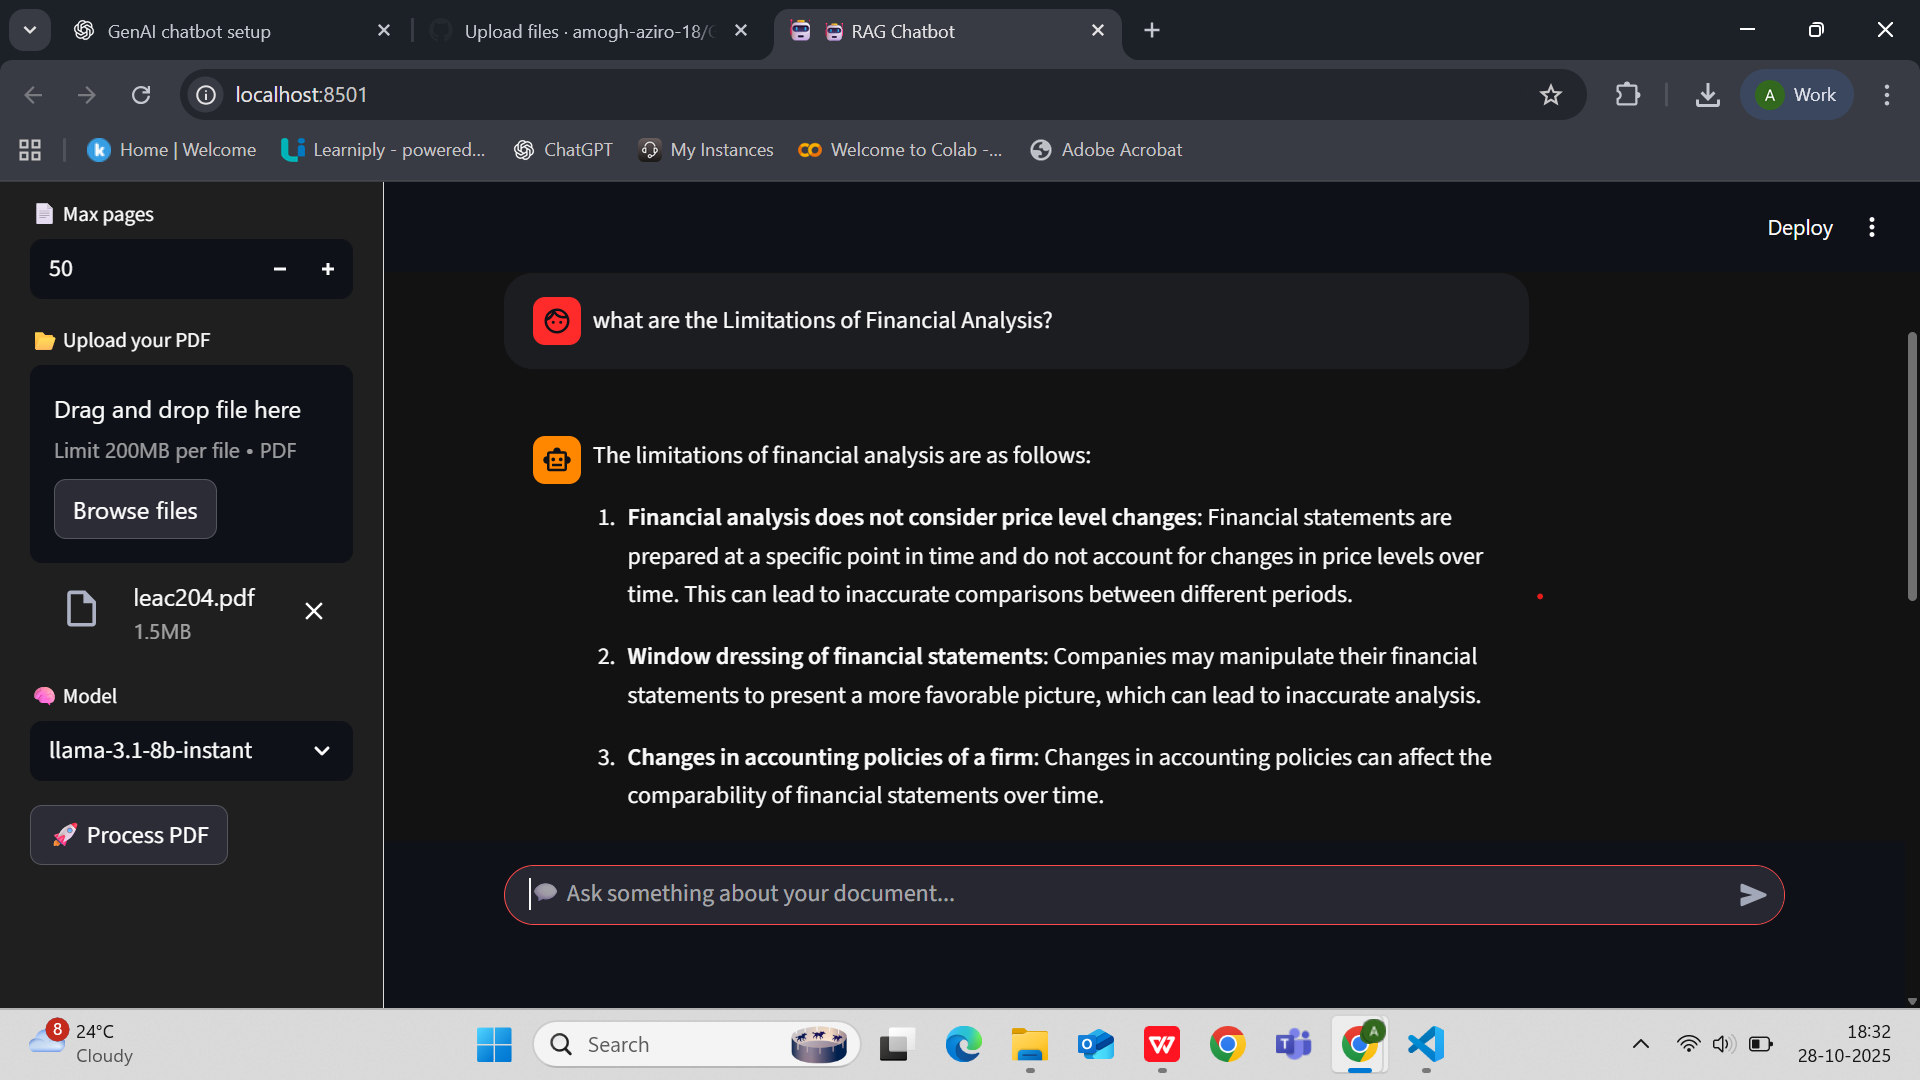 GenAI chatbot setup
Upload files · amogh-aziro-18/
RAG Chatbot
localhost:8501
A Work
Home | Welcome
Learniply - powered...
ChatGPT
My Instances
Welcome to Colab -...
Adobe Acrobat
Max pages
50
Upload your PDF
Drag and drop file here
Limit 200MB per file • PDF
Browse files
leac204.pdf
1.5MB
Model
llama-3.1-8b-instant
Process PDF
Deploy
what are the Limitations of Financial Analysis?
The limitations of financial analysis are as follows:
1. Financial analysis does not consider price level changes: Financial statements are
prepared at a specific point in time and do not account for changes in price levels over
time. This can lead to inaccurate comparisons between different periods.
2. Window dressing of financial statements: Companies may manipulate their financial
statements to present a more favorable picture, which can lead to inaccurate analysis.
3. Changes in accounting policies of a firm: Changes in accounting policies can affect the
comparability of financial statements over time.
Ask something about your document...
8
24°C
Cloudy
Search
A
18:32
28-10-2025